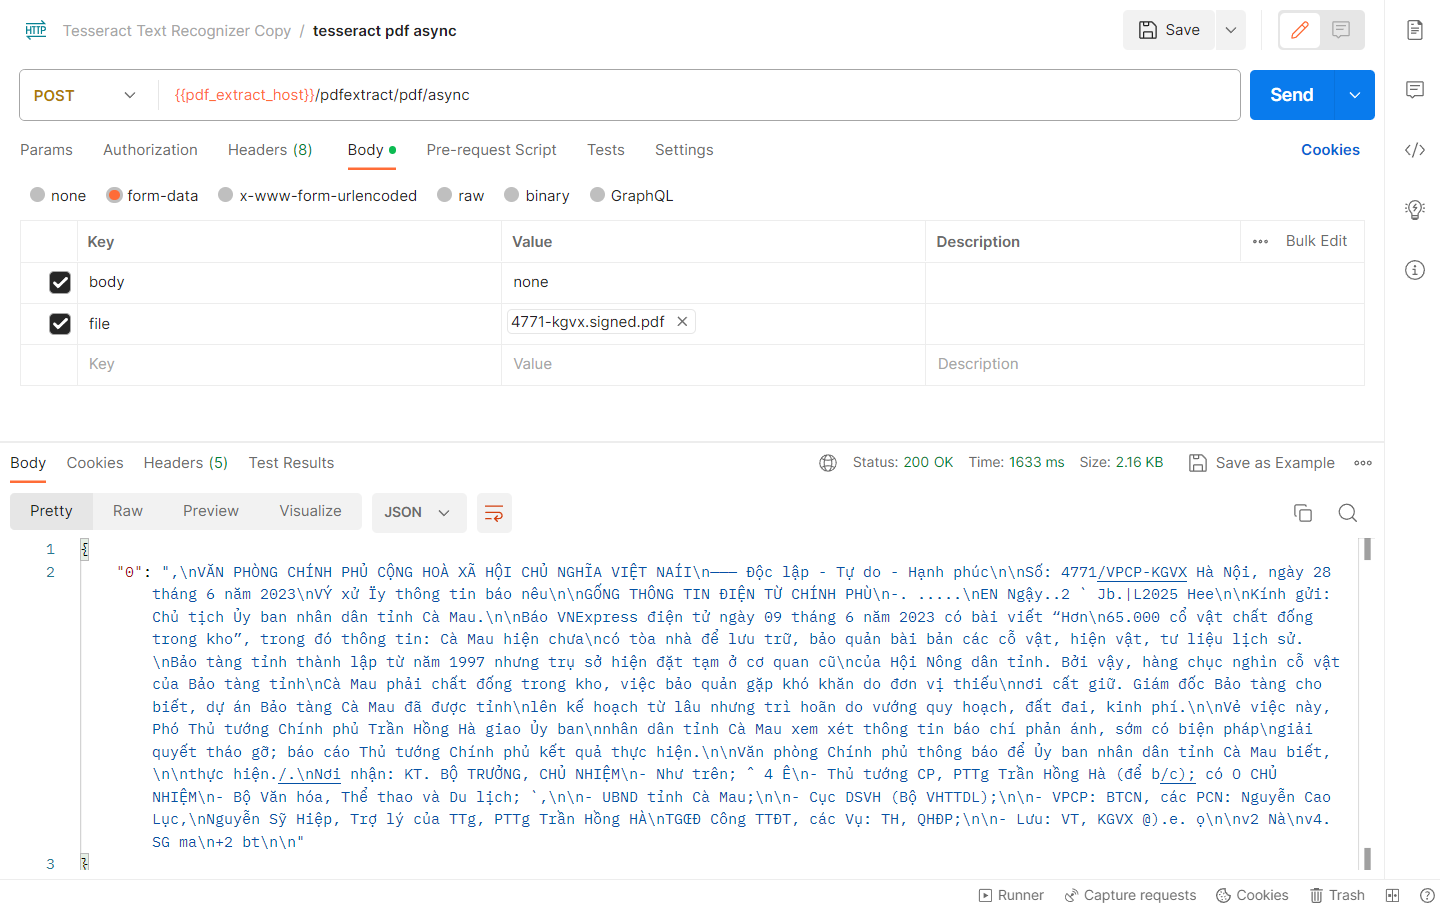 HTTP Tesseract Text Recognizer Copy / tesseract pdf async Save
POST {{pdf_extract_host}}/pdfextract/pdf/async Send
Params Authorization Headers (8) Body Pre-request Script Tests Settings Cookies
none form-data x-www-form-urlencoded raw binary GraphQL
Key Value Description Bulk Edit
body none
file 4771-kgvx.signed.pdf
Key Value Description
Body Cookies Headers (5) Test Results Status: 200 OK Time: 1633 ms Size: 2.16 KB Save as Example
Pretty Raw Preview Visualize JSON
1 {
2 "0": ",\nVĂN PHÒNG CHÍNH PHỦ CỘNG HOÀ XÃ HỘI CHỦ NGHĨA VIỆT NAÍI\n——— Độc lập - Tự do - Hạnh phúc\n\nSố: 4771/VPCP-KGVX Hà Nội, ngày 28
tháng 6 năm 2023\nVÝ xử Ïy thông tin báo nêu\n\nGỐNG THÔNG TIN ĐIỆN TỪ CHÍNH PHÙ\n-. .....\nEN Ngậy..2 ` Jb.|L2025 Hee\n\nKính gửi:
Chủ tịch Ủy ban nhân dân tỉnh Cà Mau.\n\nBáo VNExpress điện tử ngày 09 tháng 6 năm 2023 có bài viết “Hơn\n65.000 cổ vật chất đống
trong kho”, trong đó thông tin: Cà Mau hiện chưa\ncó tòa nhà để lưu trữ, bảo quản bài bản các cỗ vật, hiện vật, tư liệu lịch sử.
\nBảo tàng tỉnh thành lập từ năm 1997 nhưng trụ sở hiện đặt tạm ở cơ quan cũ\ncủa Hội Nông dân tỉnh. Bởi vậy, hàng chục nghìn cỗ vật
của Bảo tàng tỉnh\nCà Mau phải chất đống trong kho, việc bảo quản gặp khó khăn do đơn vị thiếu\nnơi cất giữ. Giám đốc Bảo tàng cho
biết, dự án Bảo tàng Cà Mau đã được tỉnh\nlên kế hoạch từ lâu nhưng trì hoãn do vướng quy hoạch, đất đai, kinh phí.\n\nVẻ việc này,
Phó Thủ tướng Chính phủ Trần Hồng Hà giao Ủy ban\nnhân dân tỉnh Cà Mau xem xét thông tin báo chí phản ánh, sớm có biện pháp\ngiải
quyết tháo gỡ; báo cáo Thủ tướng Chính phủ kết quả thực hiện.\n\nVăn phòng Chính phủ thông báo để Ủy ban nhân dân tỉnh Cà Mau biết,
\n\nthực hiện./.\nNơi nhận: KT. BỘ TRƯỞNG, CHỦ NHIỆM\n- Như trên; ˆ 4 Ê\n- Thủ tướng CP, PTTg Trần Hồng Hà (để b/c); có O CHỦ
NHIỆM\n- Bộ Văn hóa, Thể thao và Du lịch; `,\n\n- UBND tỉnh Cà Mau;\n\n- Cục DSVH (Bộ VHTTDL);\n\n- VPCP: BTCN, các PCN: Nguyễn Cao
Lục,\nNguyễn Sỹ Hiệp, Trợ lý của TTg, PTTg Trần Hồng HÀ\nTGŒĐ Công TTĐT, các Vụ: TH, QHĐP;\n\n- Lưu: VT, KGVX @).e. ọ\n\nv2 Nà\nv4.
SG ma\n+2 bt\n\n"
3 }
Runner Capture requests Cookies Trash